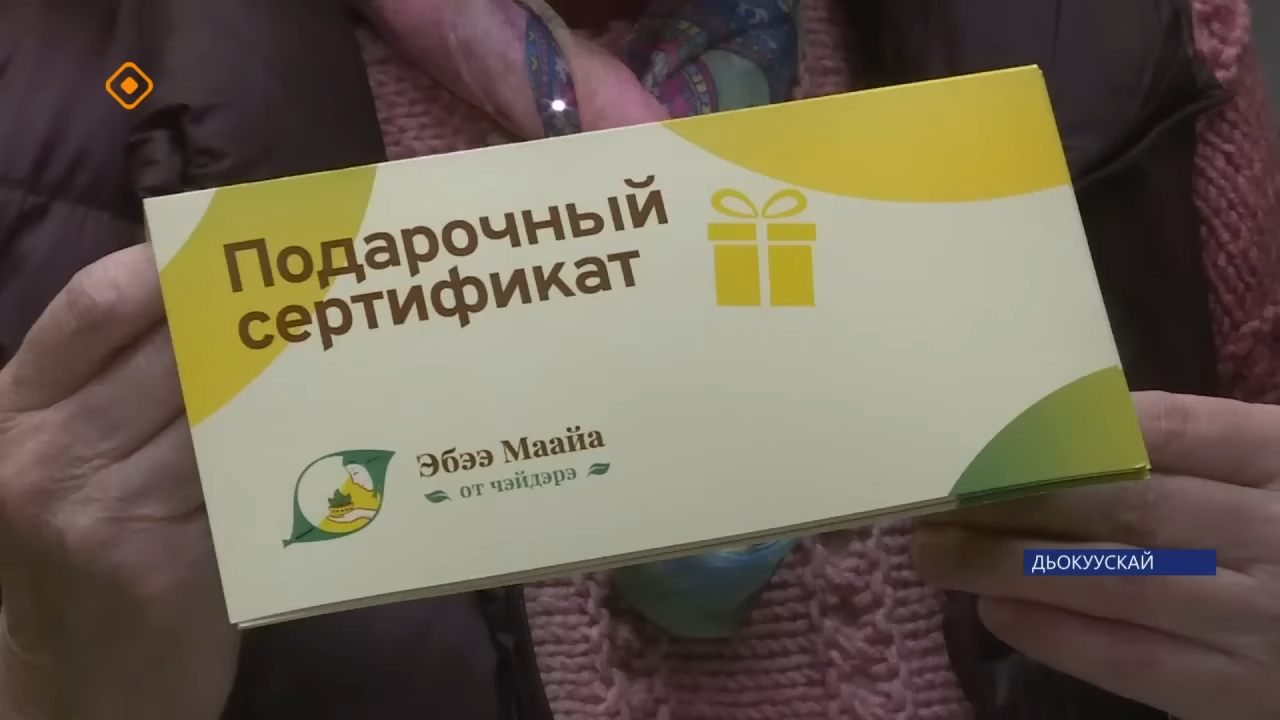 Подарочный
сертификат
Эбээ Маайа
от чэйдэрэ
ДЬОКУУСКАЙ